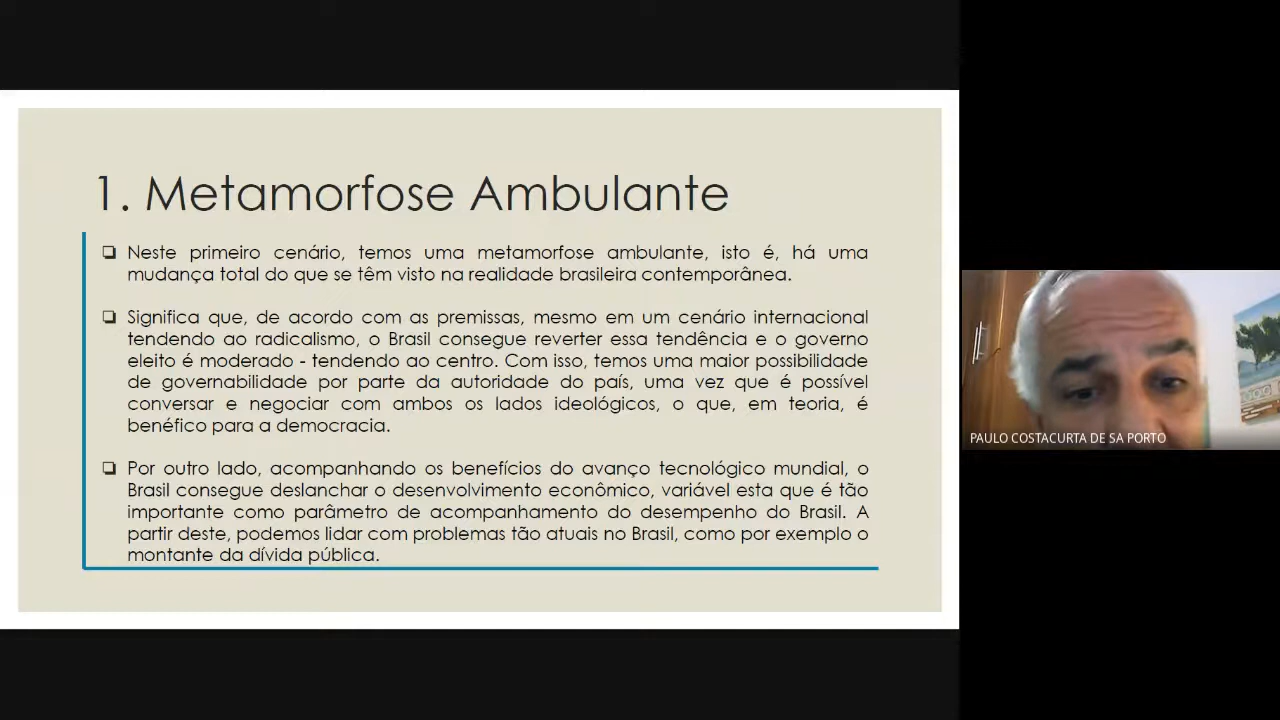 1. Metamorfose Ambulante
Neste primeiro cenário, temos uma metamorfose ambulante, isto é, há uma
mudança total do que se têm visto na realidade brasileira contemporânea.
Significa que, de acordo com as premissas, mesmo em um cenário internacional
tendendo ao radicalismo, o Brasil consegue reverter essa tendência e o governo
eleito é moderado - tendendo ao centro. Com isso, temos uma maior possibilidade
de governabilidade por parte da autoridade do país, uma vez que é possível
conversar e negociar com ambos os lados ideológicos, o que, em teoria, é
benéfico para a democracia.
Por outro lado, acompanhando os benefícios do avanço tecnológico mundial, o
Brasil consegue deslanchar o desenvolvimento econômico, variável esta que é tão
importante como parâmetro de acompanhamento do desempenho do Brasil. A
partir deste, podemos lidar com problemas tão atuais no Brasil, como por exemplo o
montante da dívida pública.
PAULO COSTACURTA DE SA PORTO